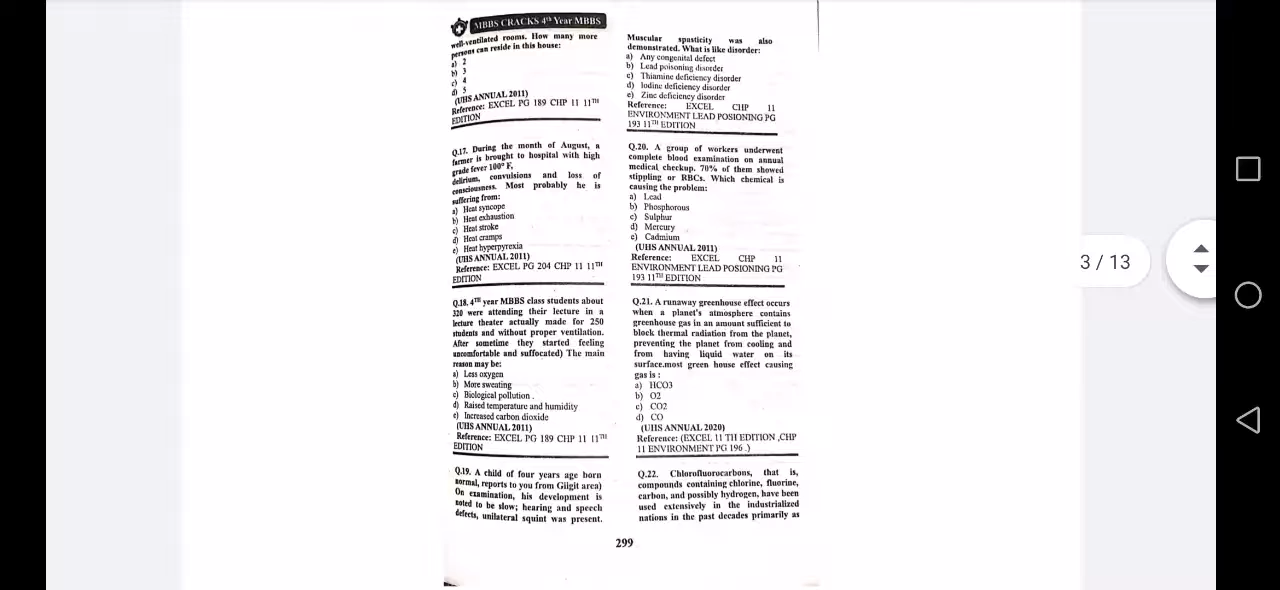 MBBS CRACKS 4th Year MBBS
well-ventilated rooms. How many more
persons can reside in this house:
a) 2
b) 3
c) 4
d) 5
(UHS ANNUAL 2011)
Reference: EXCEL PG 189 CHP 11 11TH
EDITION
Q.17. During the month of August, a
farmer is brought to hospital with high
grade fever 100° F,
delirium, convulsions and loss of
consciousness. Most probably he is
suffering from:
a) Heat syncope
b) Heat exhaustion
c) Heat stroke
d) Heat cramps
e) Heat hyperpyrexia
(UHS ANNUAL 2011)
Reference: EXCEL PG 204 CHP 11 11TH
EDITION
Q.18. 4TH year MBBS class students about
320 were attending their lecture in a
lecture theater actually made for 250
students and without proper ventilation.
After sometime they started feeling
uncomfortable and suffocated) The main
reason may be:
a) Less oxygen
b) More sweating
c) Biological pollution .
d) Raised temperature and humidity
e) Increased carbon dioxide
(UHS ANNUAL 2011)
Reference: EXCEL PG 189 CHP 11 11TH
EDITION
Q.19. A child of four years age born
normal, reports to you from Gilgit area)
On examination, his development is
noted to be slow; hearing and speech
defects, unilateral squint was present.
Muscular spasticity was also
demonstrated. What is like disorder:
a) Any congenital defect
b) Lead poisoning disorder
c) Thiamine deficiency disorder
d) Iodine deficiency disorder
e) Zinc deficiency disorder
Reference: EXCEL CHP 11
ENVIRONMENT LEAD POSIONING PG
193 11TH EDITION
Q.20. A group of workers underwent
complete blood examination on annual
medical checkup. 70% of them showed
stippling or RBCs. Which chemical is
causing the problem:
a) Lead
b) Phosphorous
c) Sulphur
d) Mercury
e) Cadmium
(UHS ANNUAL 2011)
Reference: EXCEL CHP 11
ENVIRONMENT LEAD POSIONING PG
193 11TH EDITION
Q.21. A runaway greenhouse effect occurs
when a planet's atmosphere contains
greenhouse gas in an amount sufficient to
block thermal radiation from the planet,
preventing the planet from cooling and
from having liquid water on its
surface.most green house effect causing
gas is :
a) HCO3
b) O2
c) CO2
d) CO
(UHS ANNUAL 2020)
Reference: (EXCEL 11 TH EDITION ,CHP
11 ENVIRONMENT PG 196 .)
Q.22. Chlorofluorocarbons, that is,
compounds containing chlorine, fluorine,
carbon, and possibly hydrogen, have been
used extensively in the industrialized
nations in the past decades primarily as
299
3 / 13